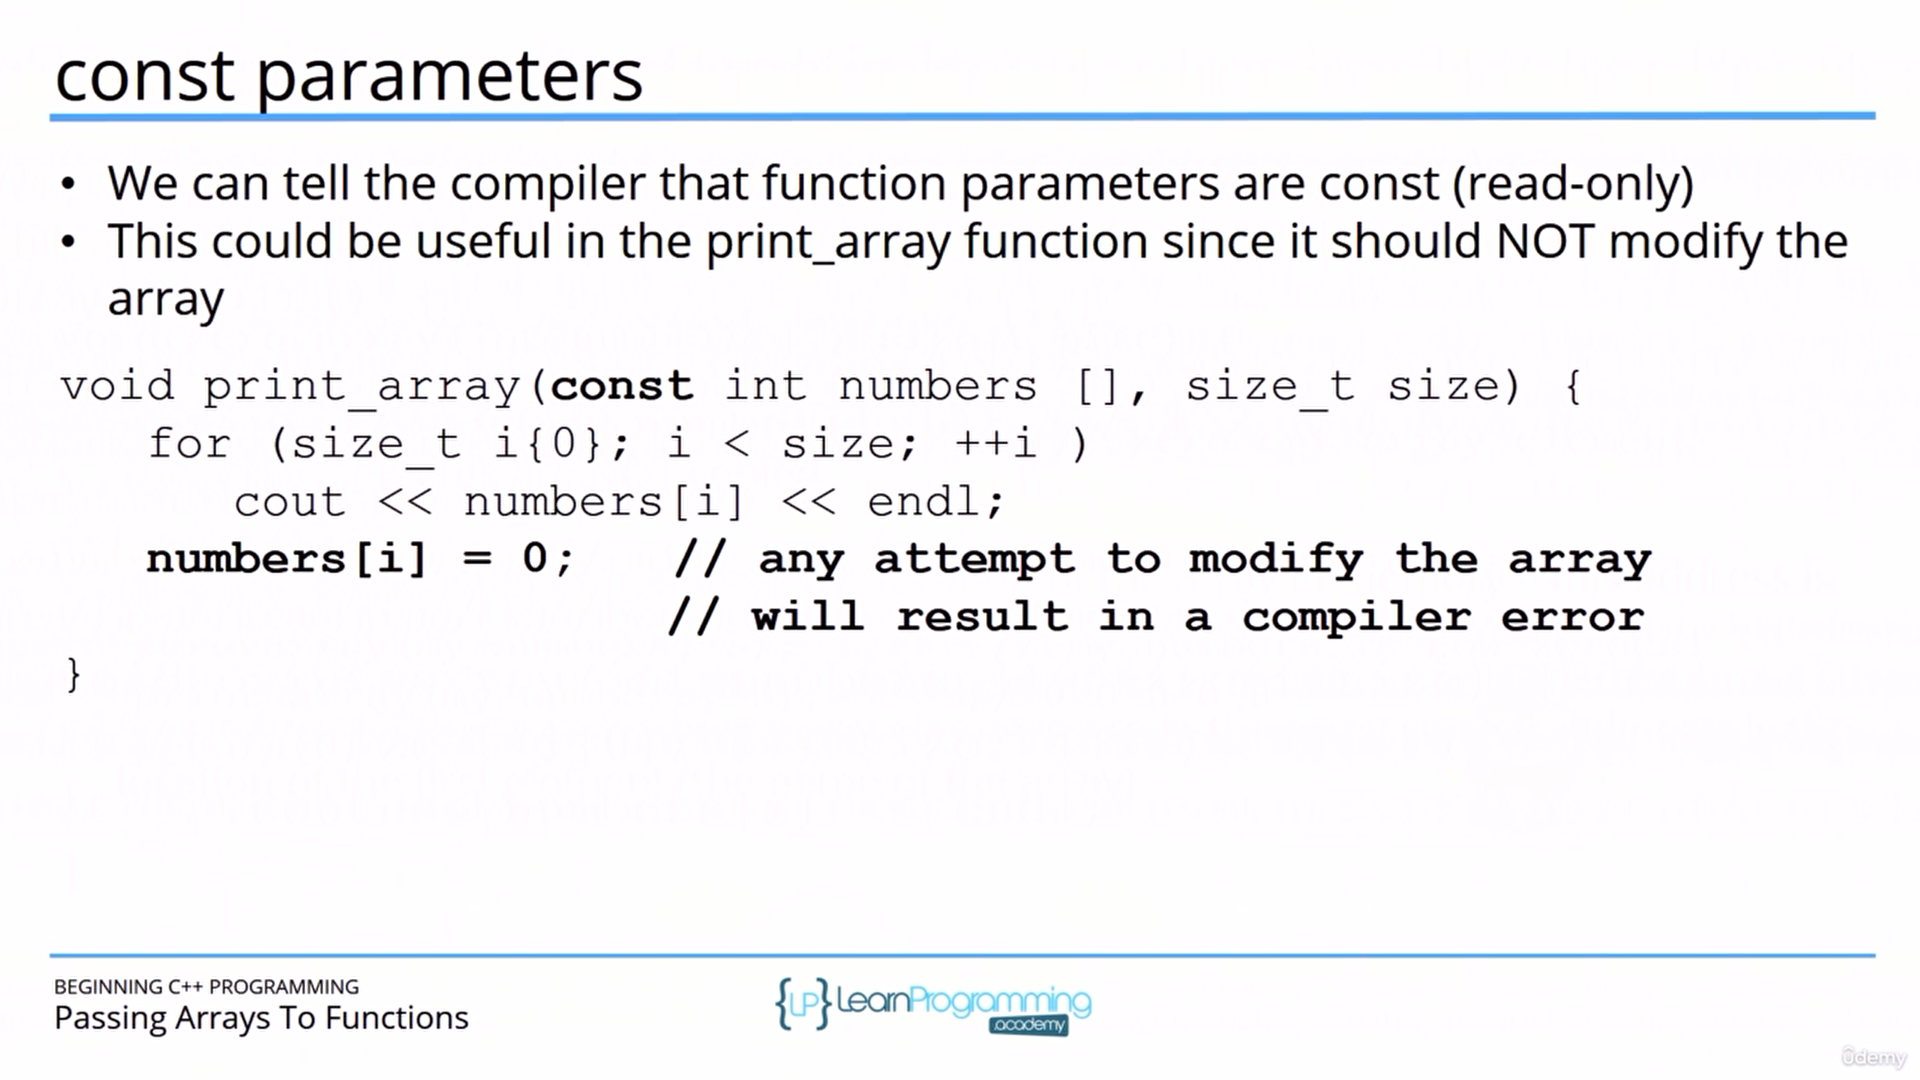 const parameters
• We can tell the compiler that function parameters are const (read-only)
• This could be useful in the print_array function since it should NOT modify the
array
void print_array(const int numbers [], size_t size) {
for (size_t i{0}; i < size; ++i )
cout << numbers[i] << endl;
numbers[i] = 0; // any attempt to modify the array
// will result in a compiler error
}
BEGINNING C++ PROGRAMMING
Passing Arrays To Functions
{LP} LearnProgramming
.academy
ûdemy